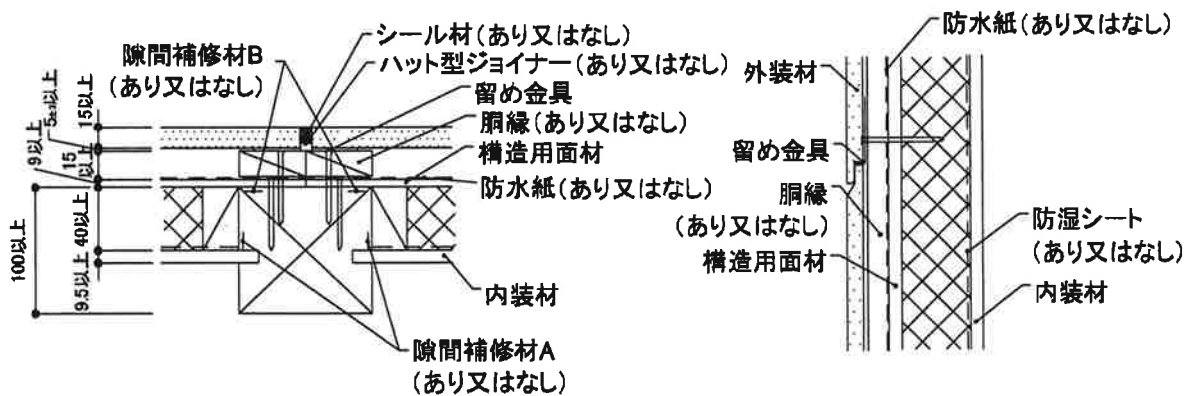 シール材(あり又はなし)
ハット型ジョイナー(あり又はなし)
留め金具
胴縁(あり又はなし)
構造用面材
防水紙(あり又はなし)
隙間補修材B
(あり又はなし)
15以上
以上
9以上
15
以上
40以上
100以上
9.5以上
内装材
隙間補修材A
(あり又はなし)
防水紙(あり又はなし)
外装材
留め金具
胴縁
(あり又はなし)
構造用面材
防湿シート
(あり又はなし)
内装材